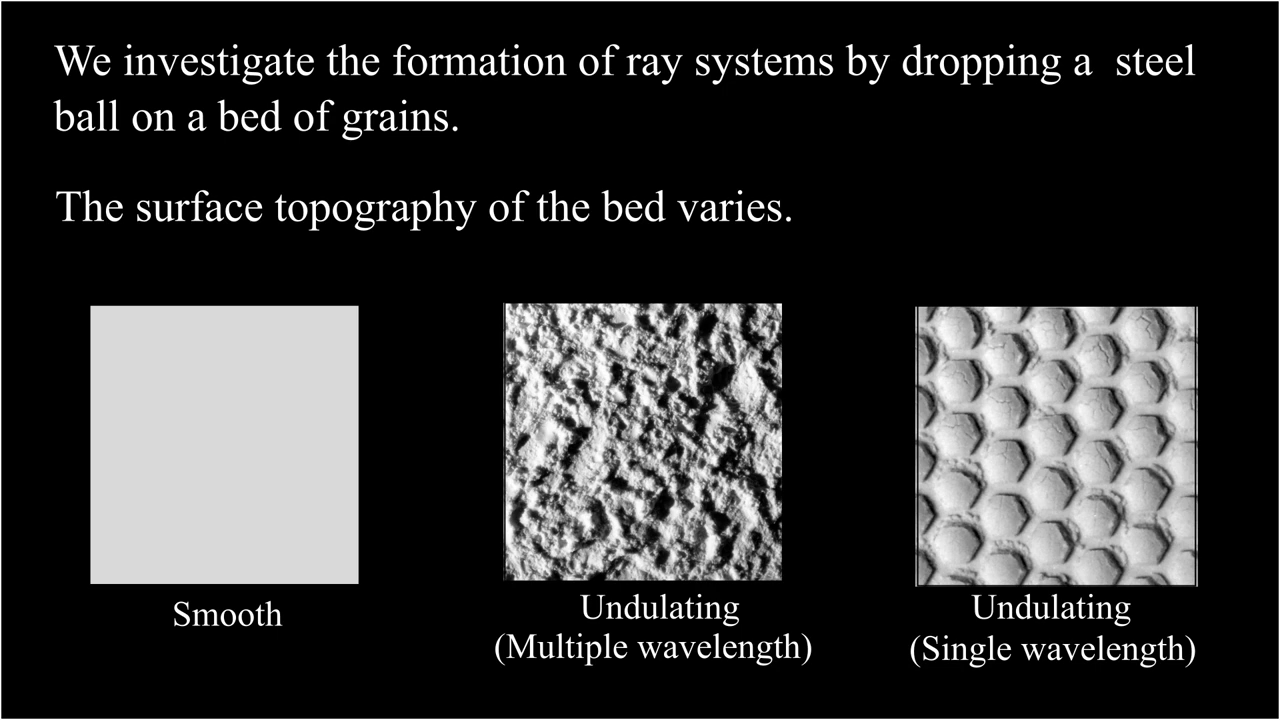 We investigate the formation of ray systems by dropping a steel
ball on a bed of grains.
The surface topography of the bed varies.
Smooth
Undulating
(Multiple wavelength)
Undulating
(Single wavelength)